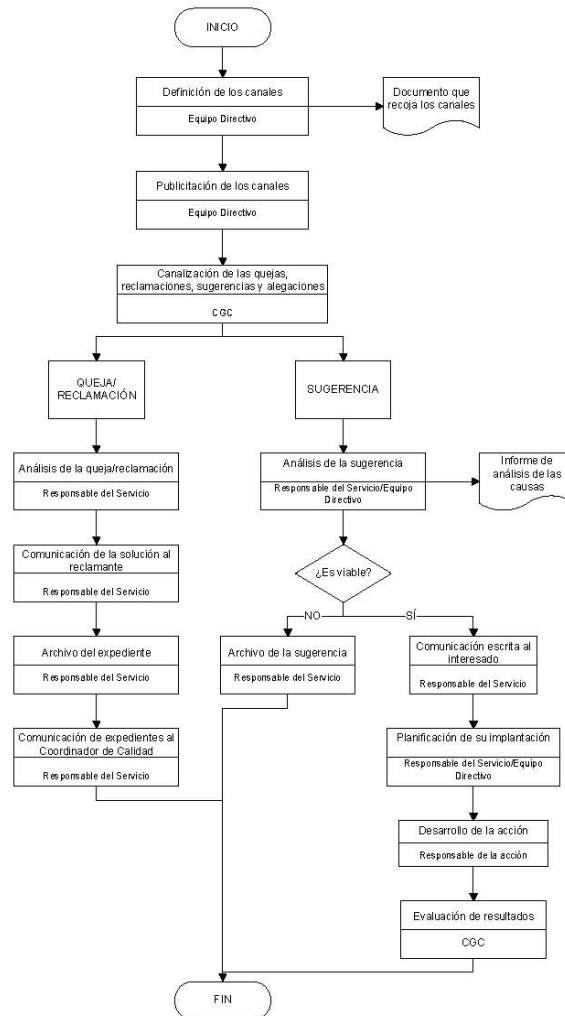 INICIO
Definición de los canales
Equipo Directivo
Documento que
recoja los canales
Publicitación de los canales
Equipo Directivo
Canalización de las quejas,
reclamaciones, sugerencias y alegaciones
CGC
QUEJA/
RECLAMACIÓN
SUGERENCIA
Análisis de la queja/reclamación
Responsable del Servicio
Análisis de la sugerencia
Responsable del Servicio/Equipo
Directivo
Informe de
análisis de las
causas
Comunicación de la solución al
reclamante
Responsable del Servicio
¿Es viable?
NO
SÍ
Archivo del expediente
Responsable del Servicio
Archivo de la sugerencia
Responsable del Servicio
Comunicación escrita al
interesado
Responsable del Servicio
Comunicación de expedientes al
Coordinador de Calidad
Responsable del Servicio
Planificación de su implantación
Responsable del Servicio/Equipo
Directivo
Desarrollo de la acción
Responsable de la acción
Evaluación de resultados
CGC
FIN